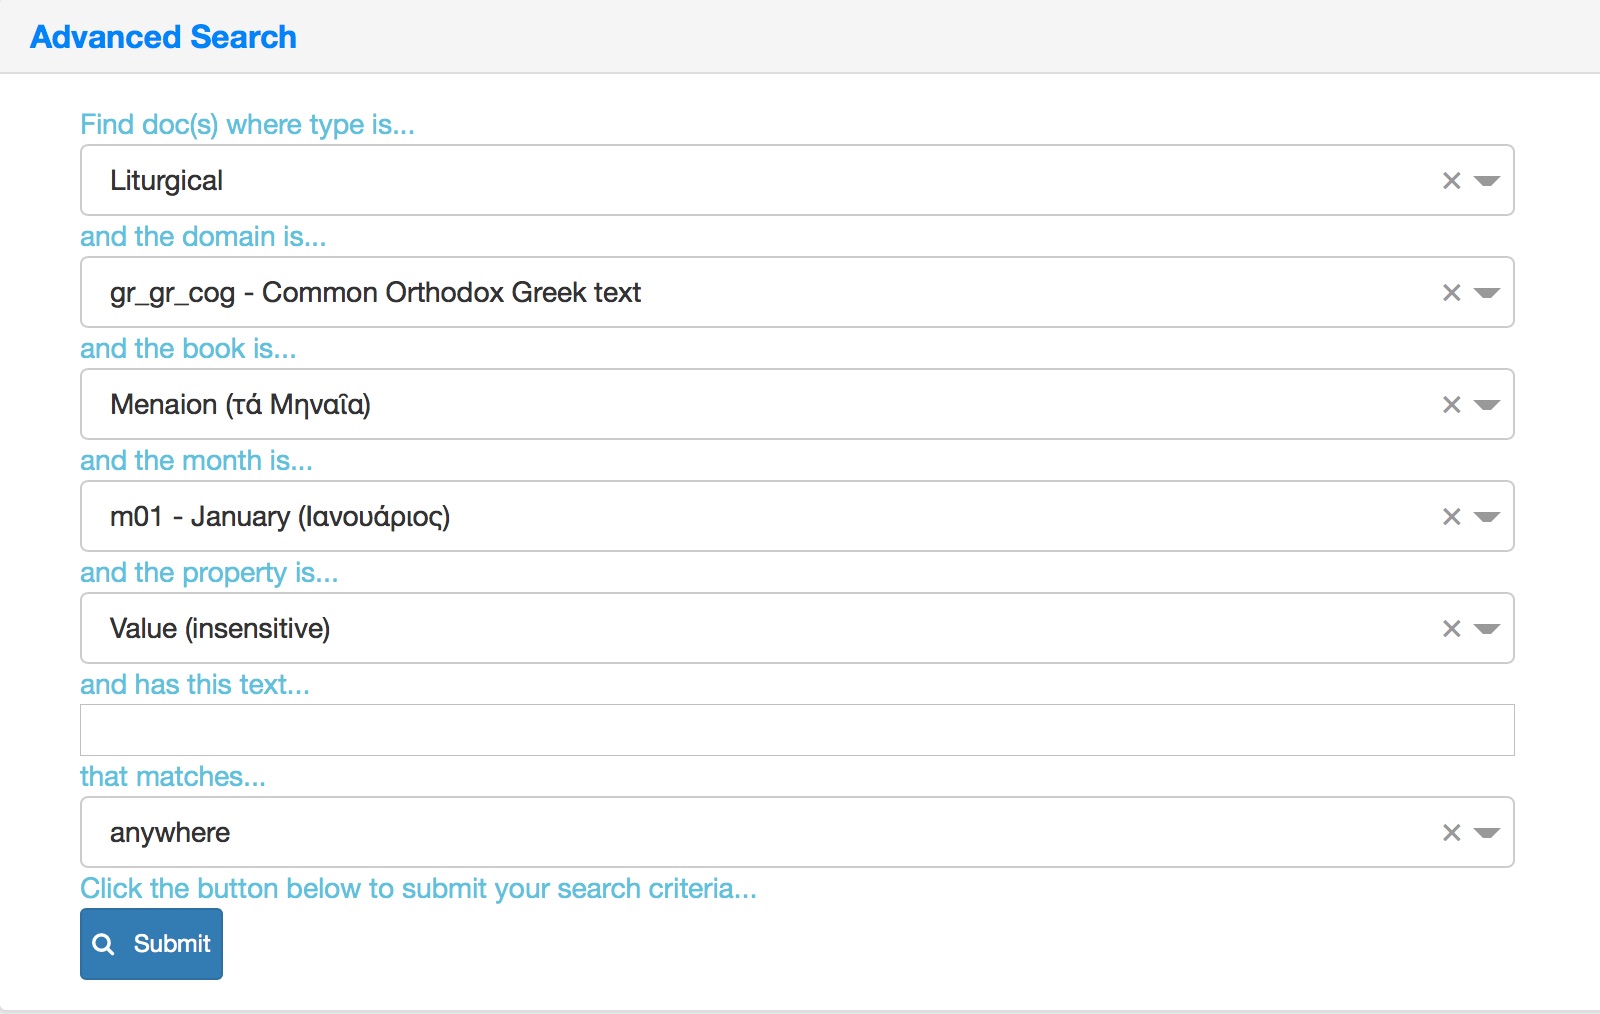 Advanced Search
Find doc(s) where type is...
Liturgical
and the domain is...
gr_gr_cog - Common Orthodox Greek text
and the book is...
Menaion (τά Μηναῖα)
and the month is...
m01 - January (Ιανουάριος)
and the property is...
Value (insensitive)
and has this text...
that matches...
anywhere
Click the button below to submit your search criteria...
Submit